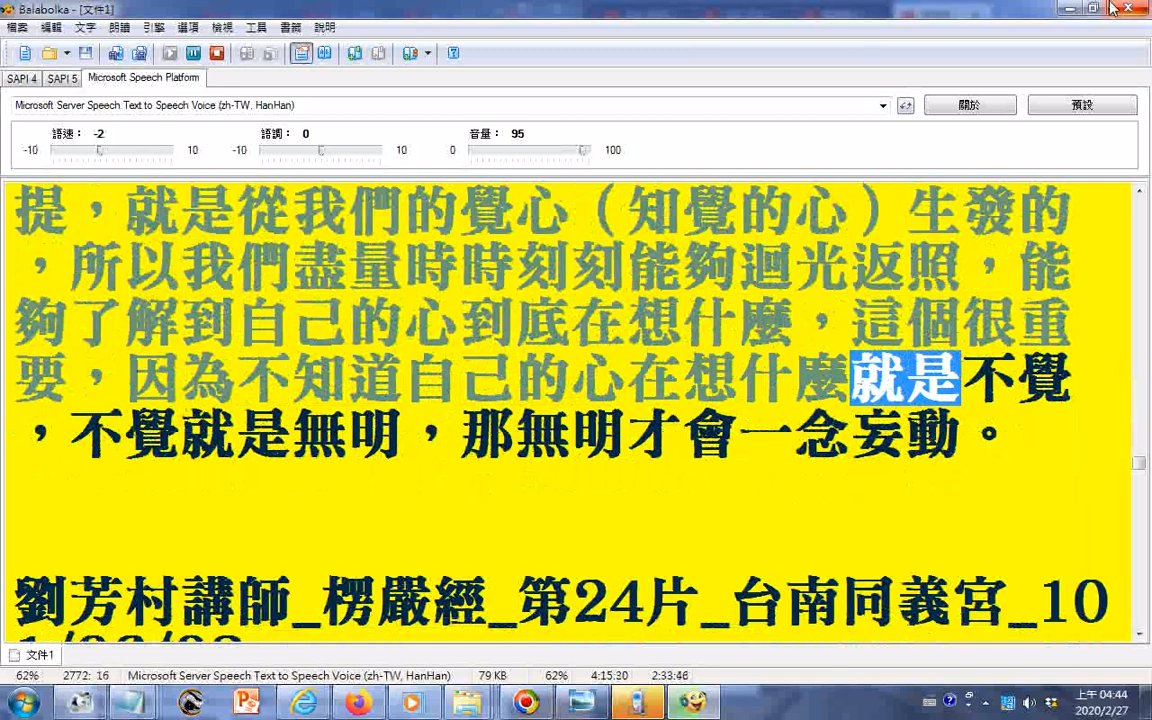 Balabolka - [文件1]
檔案 編輯 文字 朗讀 引擎 選項 檢視 工具 書籤 說明
SAPI 4 SAPI 5 Microsoft Speech Platform
Microsoft Server Speech Text to Speech Voice (zh-TW, HanHan) 關於 預設
語速： -2 語調： 0 音量： 95
-10 10 -10 10 0 100
提，就是從我們的覺心（知覺的心）生發的
，所以我們盡量時時刻刻能夠迴光返照，能
夠了解到自己的心到底在想什麼，這個很重
要，因為不知道自己的心在想什麼就是不覺
，不覺就是無明，那無明才會一念妄動。
劉芳村講師_楞嚴經_第24片_台南同義宮_10
文件1
62% 2772: 16 Microsoft Server Speech Text to Speech Voice (zh-TW, HanHan) 79 KB 62% 4:15:30 2:33:46
上午 04:44
2020/2/27